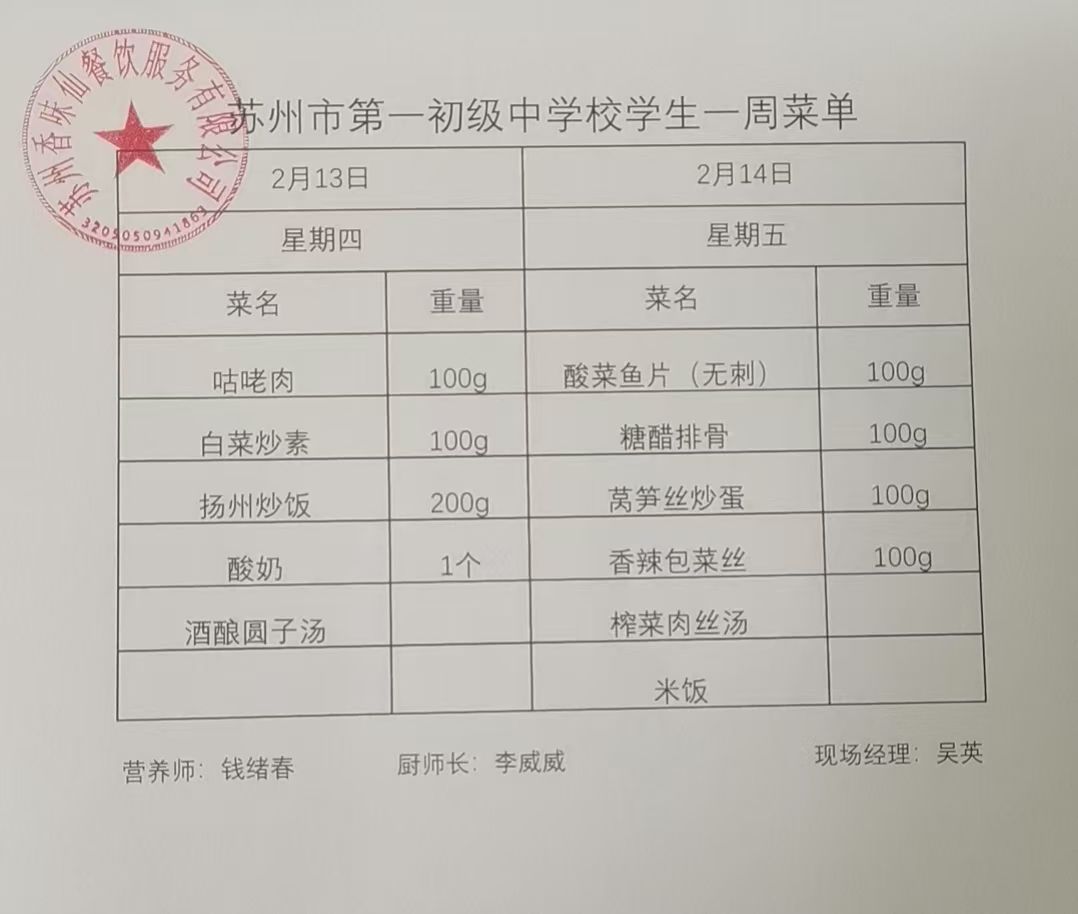 苏州香味仙餐饮服务有限公司
3205050941863
苏州市第一初级中学校学生一周菜单
2月13日 2月14日
星期四 星期五
菜名 重量 菜名 重量
咕咾肉 100g 酸菜鱼片（无刺） 100g
白菜炒素 100g 糖醋排骨 100g
扬州炒饭 200g 莴笋丝炒蛋 100g
酸奶 1个 香辣包菜丝 100g
酒酿圆子汤 榨菜肉丝汤
米饭
营养师：钱绪春 厨师长：李威威 现场经理：吴英